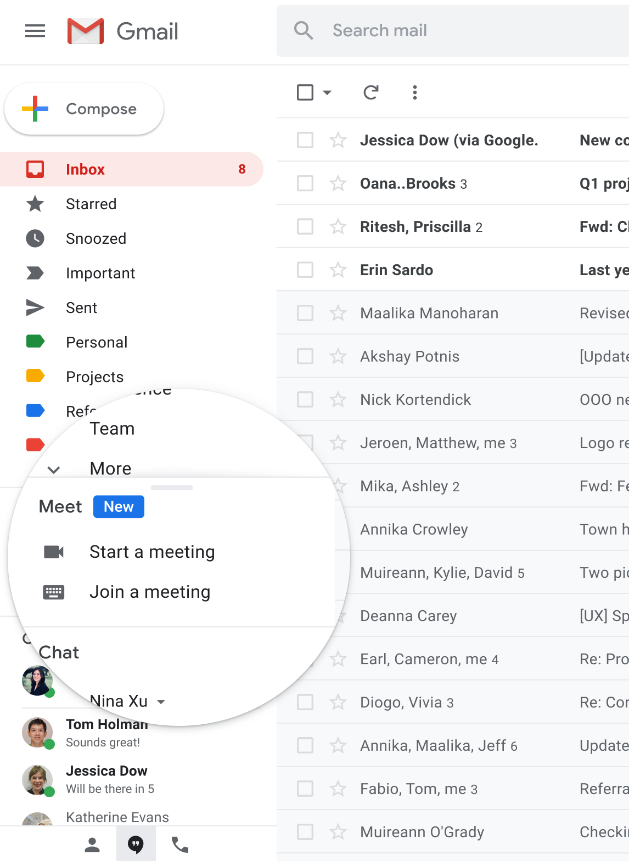 Gmail
Search mail
Compose
Inbox 8
Starred
Snoozed
Important
Sent
Personal
Projects
Team
More
Meet New
Start a meeting
Join a meeting
Chat
Nina Xu
Tom Holman
Sounds great!
Jessica Dow
Will be there in 5
Katherine Evans
Jessica Dow (via Google. New co
Oana..Brooks 3 Q1 proj
Ritesh, Priscilla 2 Fwd: Cl
Erin Sardo Last ye
Maalika Manoharan Revised
Akshay Potnis [Update
Nick Kortendick OOO ne
Jeroen, Matthew, me 3 Logo re
Mika, Ashley 2 Fwd: Fe
Annika Crowley Town h
Muireann, Kylie, David 5 Two pic
Deanna Carey [UX] Sp
Earl, Cameron, me 4 Re: Pro
Diogo, Vivia 3 Re: Cor
Annika, Maalika, Jeff 6 Update
Fabio, Tom, me 3 Referra
Muireann O'Grady Checki